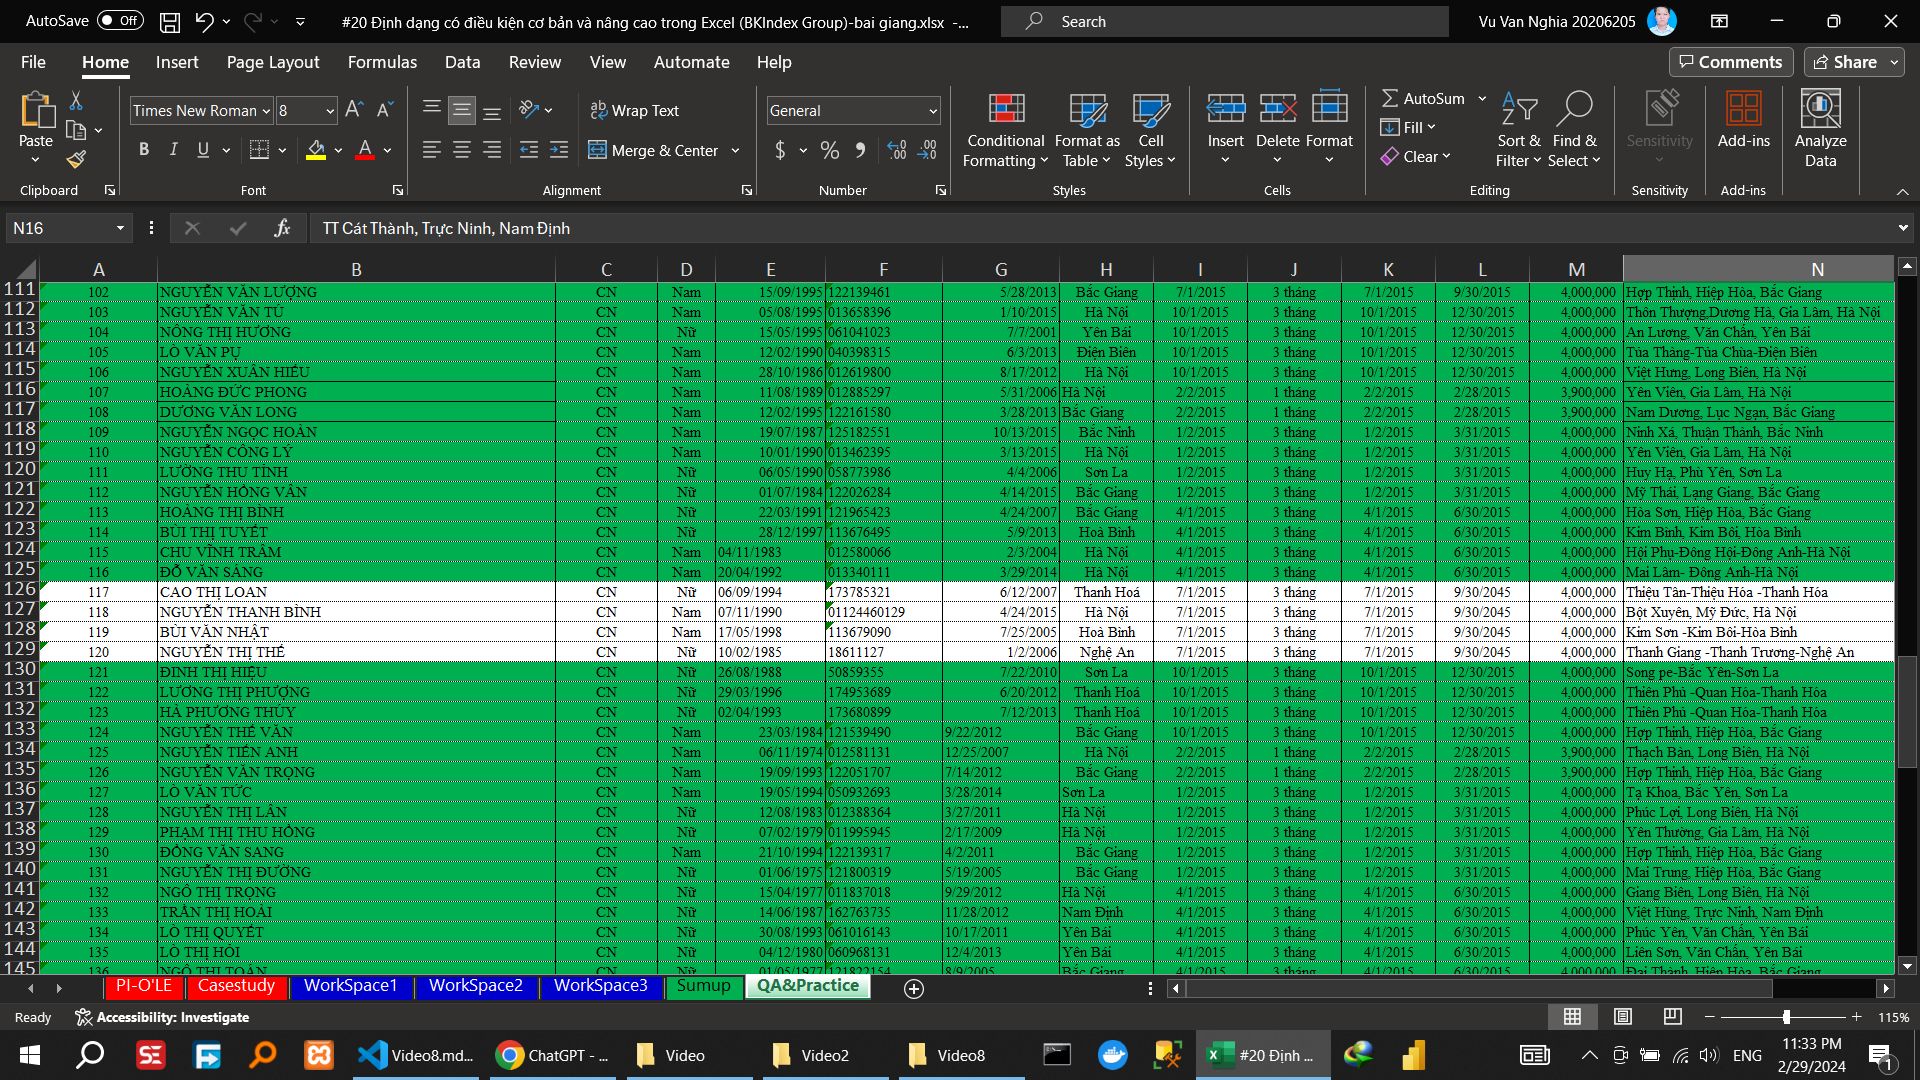 AutoSave Off #20 Định dạng có điều kiện cơ bản và nâng cao trong Excel (BKIndex Group)-bai giang.xlsx -... Search Vu Van Nghia 20206205
File Home Insert Page Layout Formulas Data Review View Automate Help Comments Share
Times New Roman 8 Wrap Text General AutoSum
Paste B I U Merge & Center $ % 9 Conditional Formatting Format as Table Cell Styles Insert Delete Format Fill Clear Sort & Filter Find & Select Sensitivity Add-ins Analyze Data
Clipboard Font Alignment Number Styles Cells Editing Sensitivity Add-ins
N16 fx TT Cát Thành, Trực Ninh, Nam Định
A B C D E F G H I J K L M N
111 102 NGUYỄN VĂN LƯỢNG CN Nam 15/09/1995 122139461 5/28/2013 Bắc Giang 7/1/2015 3 tháng 7/1/2015 9/30/2015 4,000,000 Hợp Thịnh, Hiệp Hòa, Bắc Giang
112 103 NGUYỄN VĂN TÚ CN Nam 05/08/1995 013658396 1/10/2015 Hà Nội 10/1/2015 3 tháng 10/1/2015 12/30/2015 4,000,000 Thôn Thượng,Dương Hà, Gia Lâm, Hà Nội
113 104 NÔNG THỊ HƯƠNG CN Nữ 15/05/1995 061041023 7/7/2001 Yên Bái 10/1/2015 3 tháng 10/1/2015 12/30/2015 4,000,000 An Lương, Văn Chấn, Yên Bái
114 105 LÒ VĂN PỤ CN Nam 12/02/1990 040398315 6/3/2013 Điện Biên 10/1/2015 3 tháng 10/1/2015 12/30/2015 4,000,000 Tủa Thàng-Tủa Chùa-Điện Biên
115 106 NGUYỄN XUÂN HIẾU CN Nam 28/10/1986 012619800 8/17/2012 Hà Nội 10/1/2015 3 tháng 10/1/2015 12/30/2015 4,000,000 Việt Hưng, Long Biên, Hà Nội
116 107 HOÀNG ĐỨC PHONG CN Nam 11/08/1989 012885297 5/31/2006 Hà Nội 2/2/2015 1 tháng 2/2/2015 2/28/2015 3,900,000 Yên Viên, Gia Lâm, Hà Nội
117 108 DƯƠNG VĂN LONG CN Nam 12/02/1995 122161580 3/28/2013 Bắc Giang 2/2/2015 1 tháng 2/2/2015 2/28/2015 3,900,000 Nam Dương, Lục Ngạn, Bắc Giang
118 109 NGUYỄN NGỌC HOÀN CN Nam 19/07/1987 125182551 10/13/2015 Bắc Ninh 1/2/2015 3 tháng 1/2/2015 3/31/2015 4,000,000 Ninh Xá, Thuận Thành, Bắc Ninh
119 110 NGUYỄN CÔNG LÝ CN Nam 10/01/1990 013462395 3/13/2015 Hà Nội 1/2/2015 3 tháng 1/2/2015 3/31/2015 4,000,000 Yên Viên, Gia Lâm, Hà Nội
120 111 LƯỜNG THU TÍNH CN Nữ 06/05/1990 058773986 4/4/2006 Sơn La 1/2/2015 3 tháng 1/2/2015 3/31/2015 4,000,000 Huy Hạ, Phù Yên, Sơn La
121 112 NGUYỄN HỒNG VÂN CN Nữ 01/07/1984 122026284 4/14/2015 Bắc Giang 1/2/2015 3 tháng 1/2/2015 3/31/2015 4,000,000 Mỹ Thái, Lạng Giang, Bắc Giang
122 113 HOÀNG THỊ BÌNH CN Nữ 22/03/1991 121965423 4/24/2007 Bắc Giang 4/1/2015 3 tháng 4/1/2015 6/30/2015 4,000,000 Hòa Sơn, Hiệp Hòa, Bắc Giang
123 114 BÙI THỊ TUYẾT CN Nữ 28/12/1997 113676495 5/9/2013 Hoà Bình 4/1/2015 3 tháng 4/1/2015 6/30/2015 4,000,000 Kim Bình, Kim Bôi, Hòa Bình
124 115 CHU VĨNH TRÂM CN Nam 04/11/1983 012580066 2/3/2004 Hà Nội 4/1/2015 3 tháng 4/1/2015 6/30/2015 4,000,000 Hội Phụ-Đông Hội-Đông Anh-Hà Nội
125 116 ĐỖ VĂN SÁNG CN Nam 20/04/1992 013340111 3/29/2014 Hà Nội 4/1/2015 3 tháng 4/1/2015 6/30/2015 4,000,000 Mai Lâm- Đông Anh-Hà Nội
126 117 CAO THỊ LOAN CN Nữ 06/09/1994 173785321 6/12/2007 Thanh Hoá 7/1/2015 3 tháng 7/1/2015 9/30/2045 4,000,000 Thiệu Tân-Thiệu Hóa -Thanh Hóa
127 118 NGUYỄN THANH BÌNH CN Nam 07/11/1990 01124460129 4/24/2015 Hà Nội 7/1/2015 3 tháng 7/1/2015 9/30/2045 4,000,000 Bột Xuyên, Mỹ Đức, Hà Nội
128 119 BÙI VĂN NHẬT CN Nam 17/05/1998 113679090 7/25/2005 Hoà Bình 7/1/2015 3 tháng 7/1/2015 9/30/2045 4,000,000 Kim Sơn -Kim Bôi-Hòa Bình
129 120 NGUYỄN THỊ THẾ CN Nữ 10/02/1985 18611127 1/2/2006 Nghệ An 7/1/2015 3 tháng 7/1/2015 9/30/2045 4,000,000 Thanh Giang -Thanh Trương-Nghệ An
130 121 ĐINH THỊ HIỆU CN Nữ 26/08/1988 50859355 7/22/2010 Sơn La 10/1/2015 3 tháng 10/1/2015 12/30/2015 4,000,000 Song pe-Bắc Yên-Sơn La
131 122 LƯƠNG THỊ PHƯỢNG CN Nữ 29/03/1996 174953689 6/20/2012 Thanh Hoá 10/1/2015 3 tháng 10/1/2015 12/30/2015 4,000,000 Thiên Phủ -Quan Hóa-Thanh Hóa
132 123 HÀ PHƯƠNG THÙY CN Nữ 02/04/1993 173680899 7/12/2013 Thanh Hoá 10/1/2015 3 tháng 10/1/2015 12/30/2015 4,000,000 Thiên Phủ -Quan Hóa-Thanh Hóa
133 124 NGUYỄN THẾ VĂN CN Nam 23/03/1984 121539490 9/22/2012 Bắc Giang 10/1/2015 3 tháng 10/1/2015 12/30/2015 4,000,000 Hợp Thịnh, Hiệp Hòa, Bắc Giang
134 125 NGUYỄN TIẾN ANH CN Nam 06/11/1974 012581131 12/25/2007 Hà Nội 2/2/2015 1 tháng 2/2/2015 2/28/2015 3,900,000 Thạch Bàn, Long Biên, Hà Nội
135 126 NGUYỄN VĂN TRỌNG CN Nam 19/09/1993 122051707 7/14/2012 Bắc Giang 2/2/2015 1 tháng 2/2/2015 2/28/2015 3,900,000 Hợp Thịnh, Hiệp Hòa, Bắc Giang
136 127 LÒ VĂN TỨC CN Nam 19/05/1994 050932693 3/28/2014 Sơn La 1/2/2015 3 tháng 1/2/2015 3/31/2015 4,000,000 Tạ Khoa, Bắc Yên, Sơn La
137 128 NGUYỄN THỊ LÂN CN Nữ 12/08/1983 012388364 3/27/2011 Hà Nội 1/2/2015 3 tháng 1/2/2015 3/31/2015 4,000,000 Phúc Lợi, Long Biên, Hà Nội
138 129 PHẠM THỊ THU HỒNG CN Nữ 07/02/1979 011995945 2/17/2009 Hà Nội 1/2/2015 3 tháng 1/2/2015 3/31/2015 4,000,000 Yên Thường, Gia Lâm, Hà Nội
139 130 ĐỒNG VĂN SANG CN Nam 21/10/1994 122139317 4/2/2011 Bắc Giang 1/2/2015 3 tháng 1/2/2015 3/31/2015 4,000,000 Hợp Thịnh, Hiệp Hòa, Bắc Giang
140 131 NGUYỄN THỊ ĐƯỜNG CN Nữ 01/06/1975 121800319 5/19/2005 Bắc Giang 1/2/2015 3 tháng 1/2/2015 3/31/2015 4,000,000 Mai Trung, Hiệp Hòa, Bắc Giang
141 132 NGÔ THỊ TRỌNG CN Nữ 15/04/1977 011837018 9/29/2012 Hà Nội 4/1/2015 3 tháng 4/1/2015 6/30/2015 4,000,000 Giang Biên, Long Biên, Hà Nội
142 133 TRẦN THỊ HOÀI CN Nữ 14/06/1987 162763735 11/28/2012 Nam Định 4/1/2015 3 tháng 4/1/2015 6/30/2015 4,000,000 Việt Hùng, Trực Ninh, Nam Định
143 134 LÒ THỊ QUYẾT CN Nữ 30/08/1993 061016143 10/17/2011 Yên Bái 4/1/2015 3 tháng 4/1/2015 6/30/2015 4,000,000 Phúc Yên, Văn Chấn, Yên Bái
144 135 LÒ THỊ HỎI CN Nữ 04/12/1980 060968131 12/4/2013 Yên Bái 4/1/2015 3 tháng 4/1/2015 6/30/2015 4,000,000 Liên Sơn, Văn Chấn, Yên Bái
145 136 NGÔ THỊ TOÀN CN Nữ 01/05/1977 121822154 8/9/2005 Bắc Giang 4/1/2015 3 tháng 4/1/2015 6/30/2015 4,000,000 Đại Thành, Hiệp Hòa, Bắc Giang
PI-O'LE Casestudy WorkSpace1 WorkSpace2 WorkSpace3 Sumup QA&Practice
Ready Accessibility: Investigate 115%
Video8.md... ChatGPT - ... Video Video2 Video8 #20 Định ... ENG 11:33 PM
2/29/2024 1